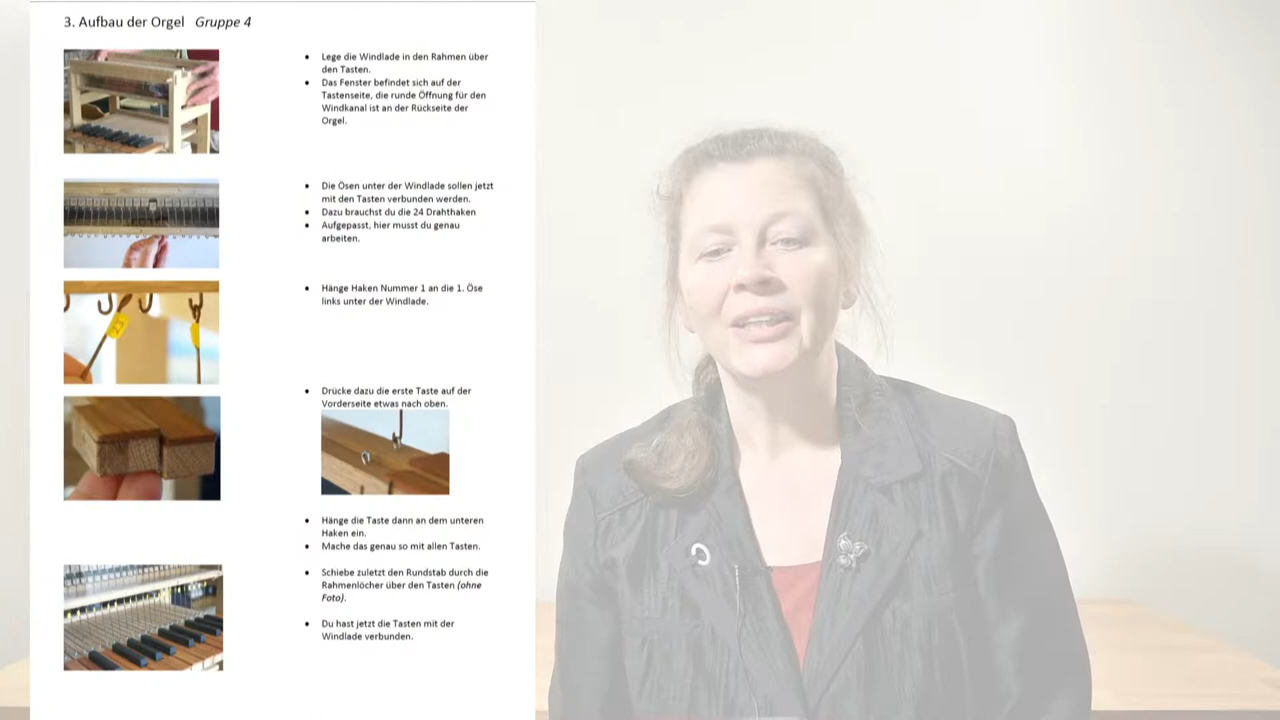 3. Aufbau der Orgel Gruppe 4
• Lege die Windlade in den Rahmen über
den Tasten.
• Das Fenster befindet sich auf der
Tastenseite, die runde Öffnung für den
Windkanal ist an der Rückseite der
Orgel.
• Die Ösen unter der Windlade sollen jetzt
mit den Tasten verbunden werden.
• Dazu brauchst du die 24 Drahthaken
• Aufgepasst, hier musst du genau
arbeiten.
• Hänge Haken Nummer 1 an die 1. Öse
links unter der Windlade.
• Drücke dazu die erste Taste auf der
Vorderseite etwas nach oben.
• Hänge die Taste dann an dem unteren
Haken ein.
• Mache das genau so mit allen Tasten.
• Schiebe zuletzt den Rundstab durch die
Rahmenlöcher über den Tasten (ohne
Foto).
• Du hast jetzt die Tasten mit der
Windlade verbunden.